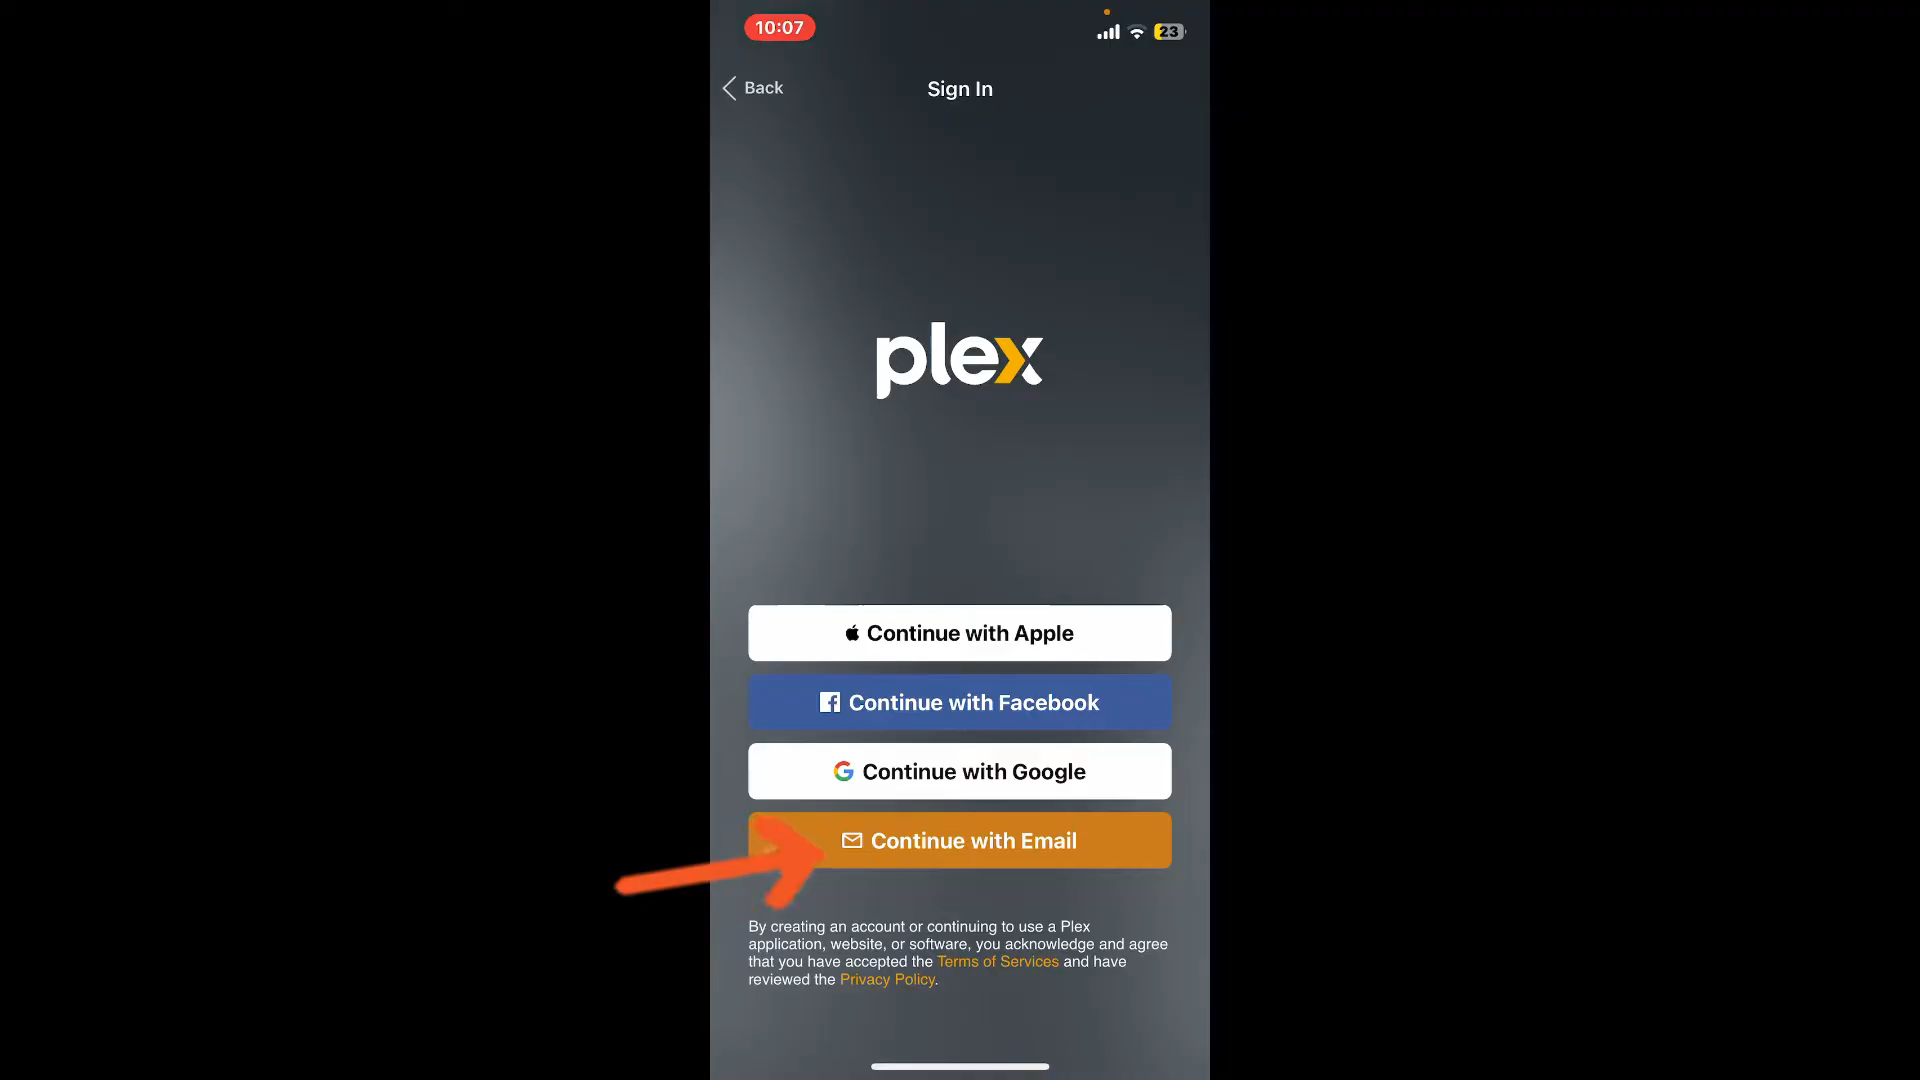 10:07
23
Back
Sign In
plex
Continue with Apple
Continue with Facebook
Continue with Google
Continue with Email
By creating an account or continuing to use a Plex
application, website, or software, you acknowledge and agree
that you have accepted the Terms of Services and have
reviewed the Privacy Policy.